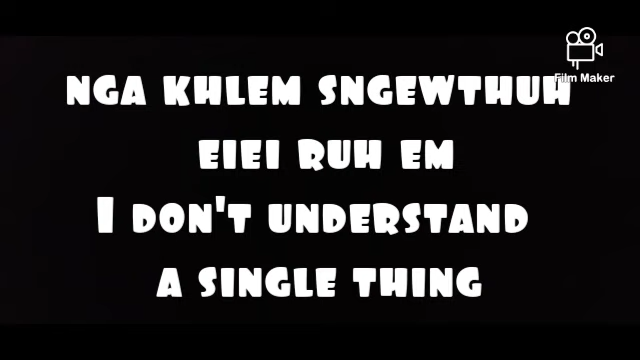 Film Maker
NGA KHLEM SNGEWTHUH
EIEI RUH EM
I DON'T UNDERSTAND
A SINGLE THING